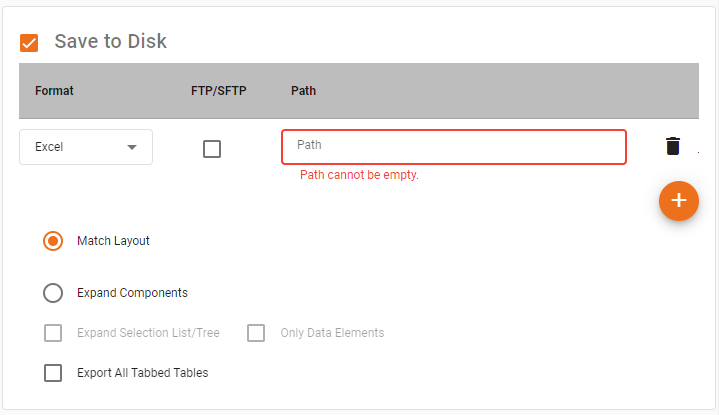 Save to Disk
Format FTP/SFTP Path
Excel Path
Path cannot be empty.
Match Layout
Expand Components
Expand Selection List/Tree Only Data Elements
Export All Tabbed Tables